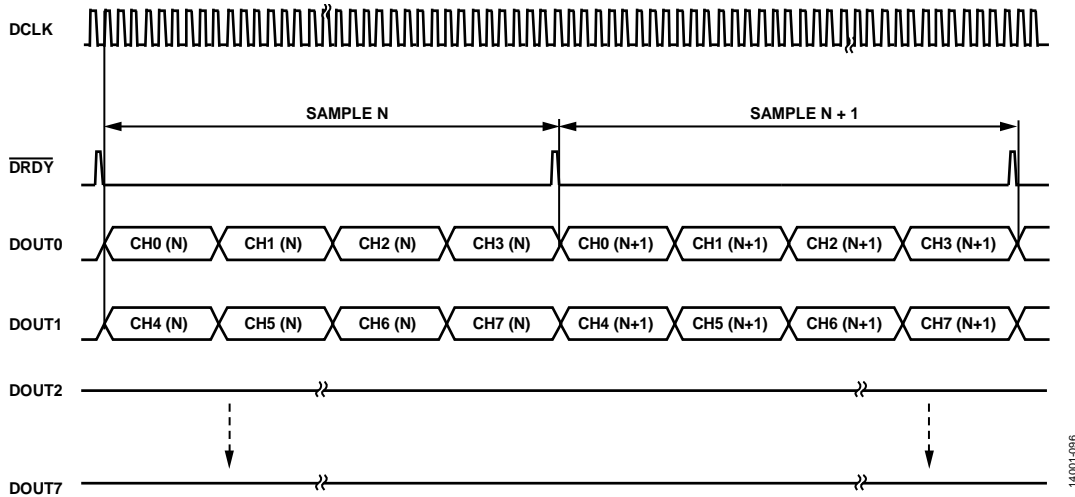 DCLK
SAMPLE N SAMPLE N + 1
DRDY
DOUT0 CH0 (N) CH1 (N) CH2 (N) CH3 (N) CH0 (N+1) CH1 (N+1) CH2 (N+1) CH3 (N+1)
DOUT1 CH4 (N) CH5 (N) CH6 (N) CH7 (N) CH4 (N+1) CH5 (N+1) CH6 (N+1) CH7 (N+1)
DOUT2
DOUT7
14001-096